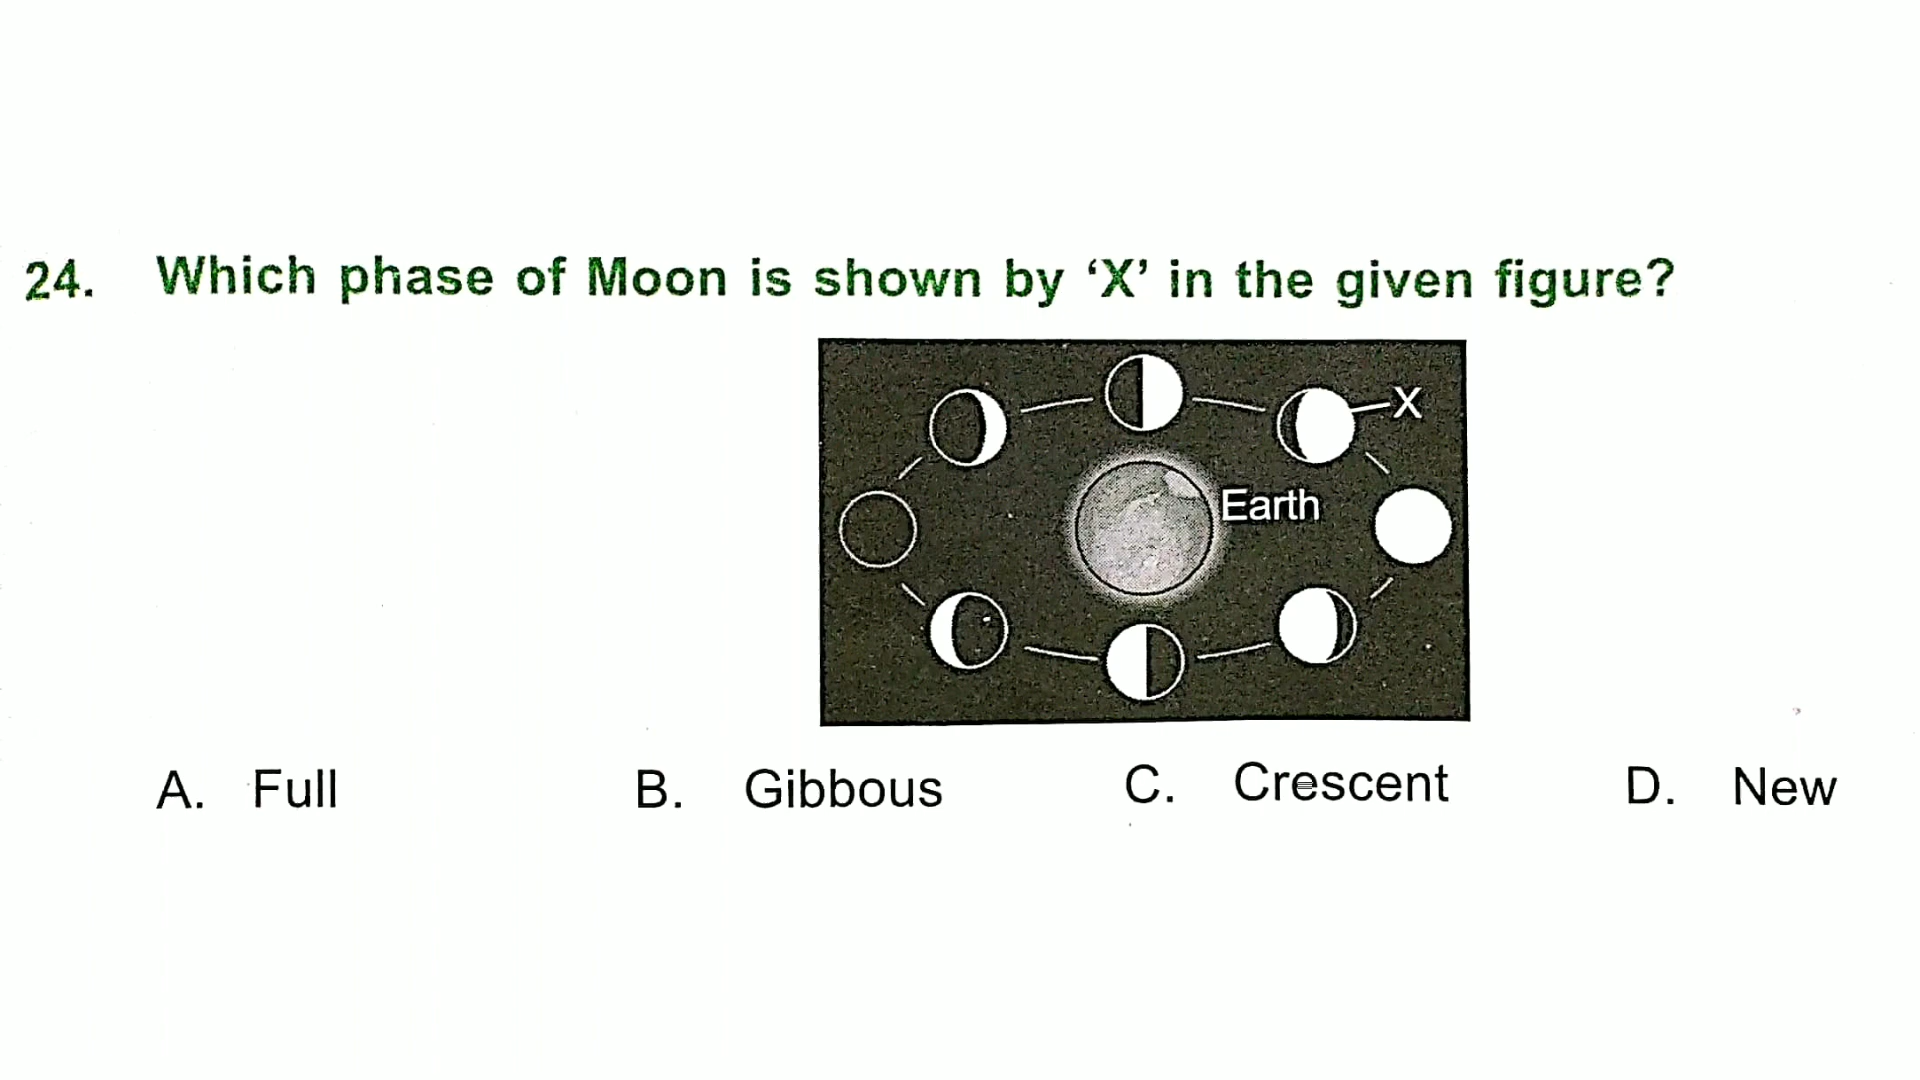 24. Which phase of Moon is shown by ‘X’ in the given figure?
X
Earth
A. Full B. Gibbous C. Crescent D. New